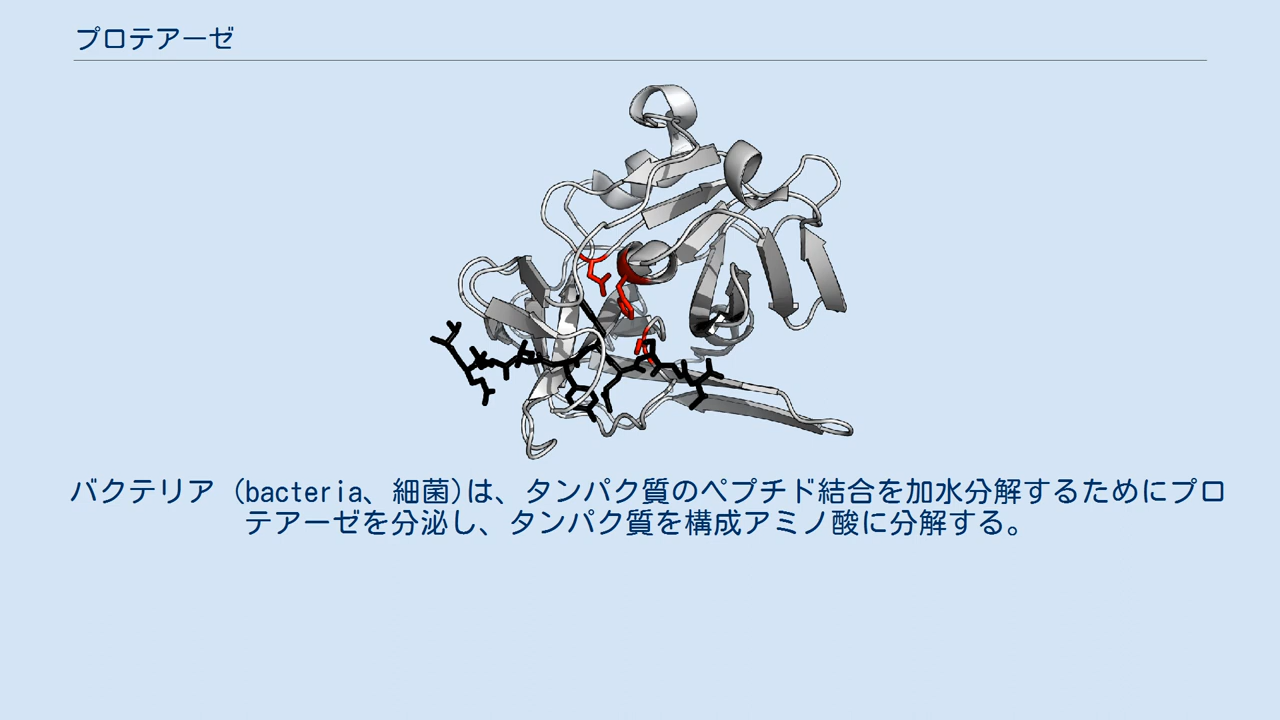 プロテアーゼ
バクテリア (bacteria、細菌)は、タンパク質のペプチド結合を加水分解するためにプロ
テアーゼを分泌し、タンパク質を構成アミノ酸に分解する。